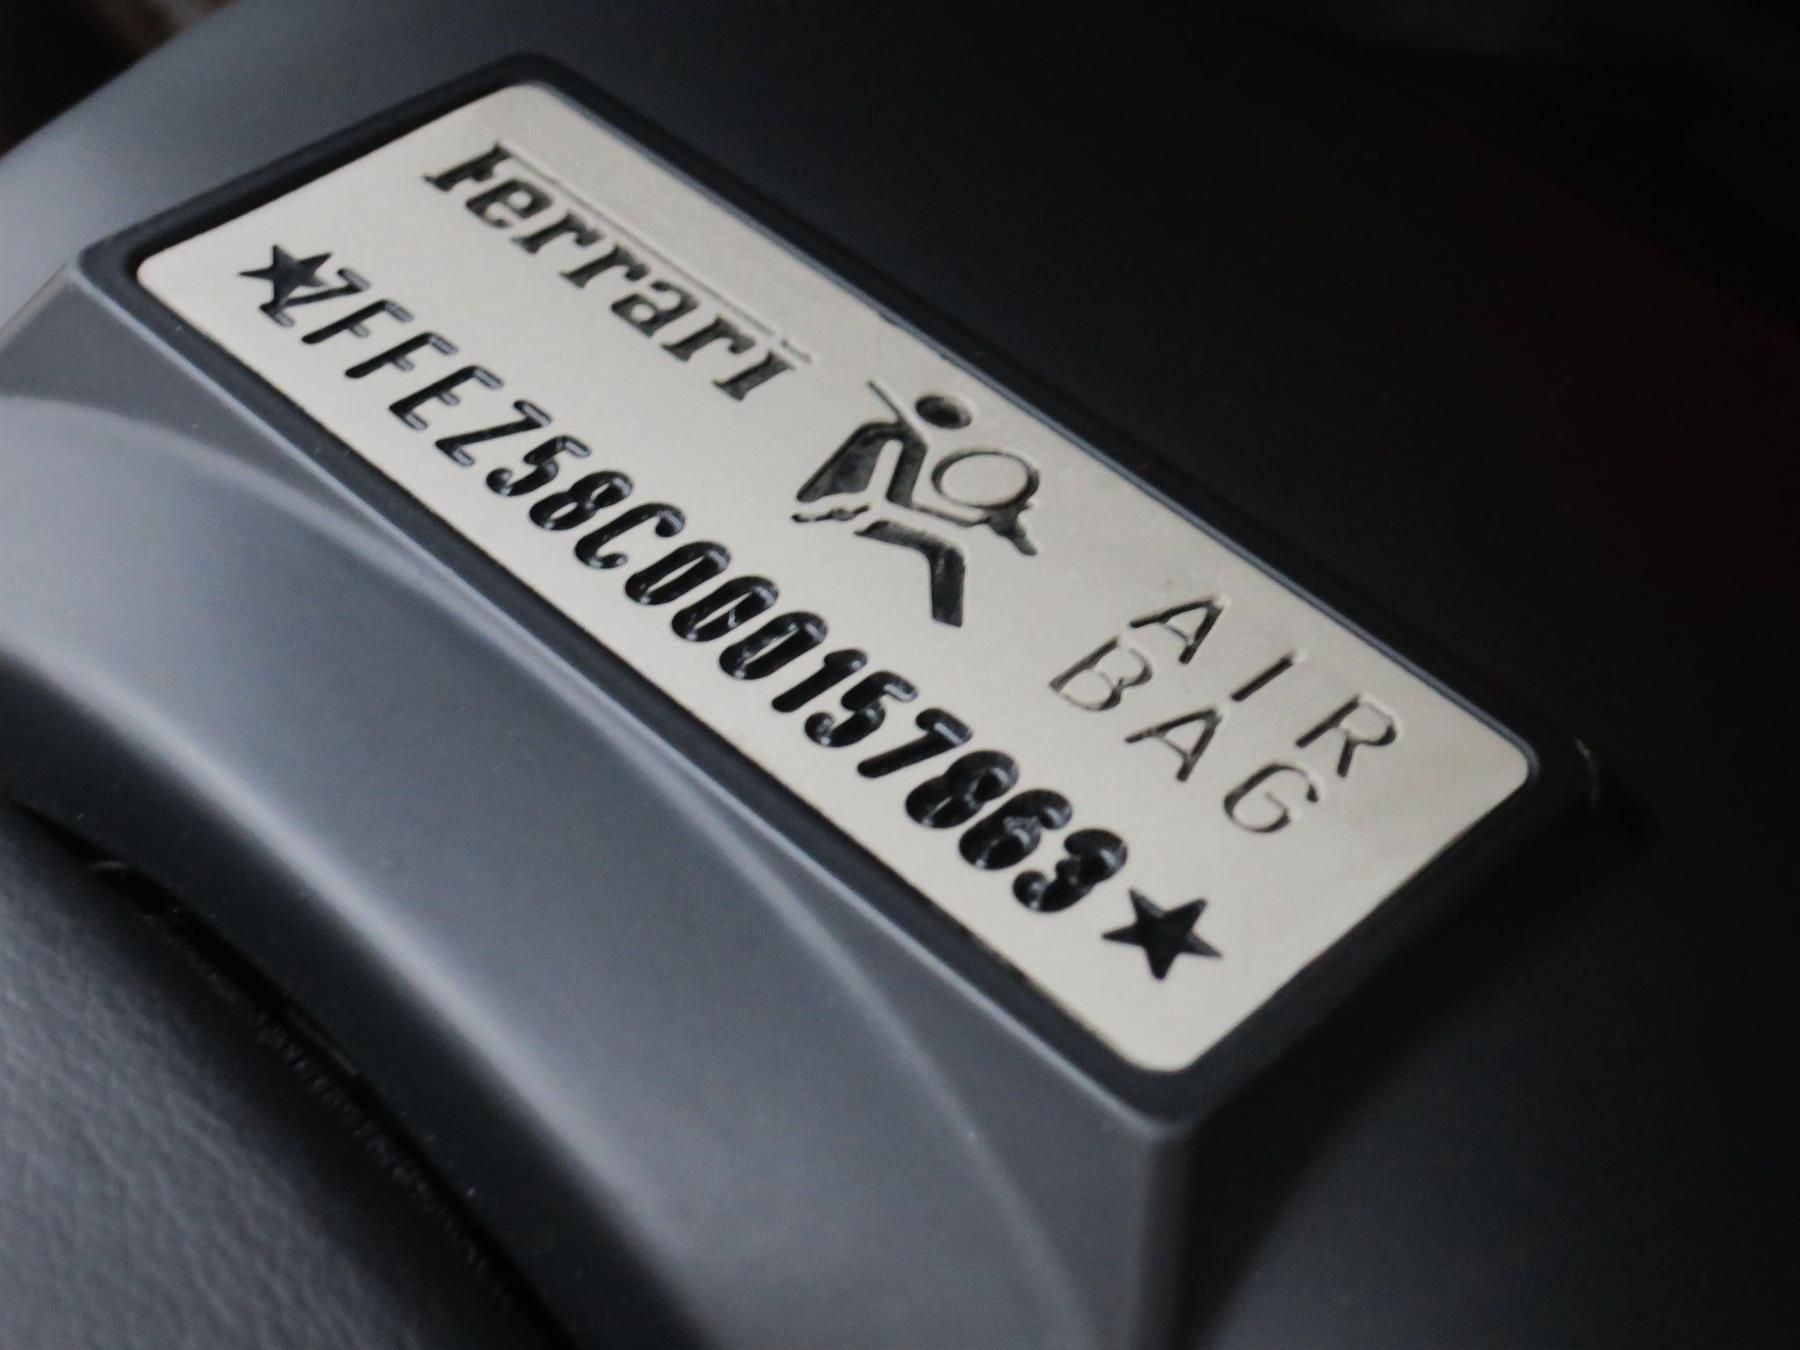 Ferrari
AIR
BAG
★ZFFEZ58C000157863★